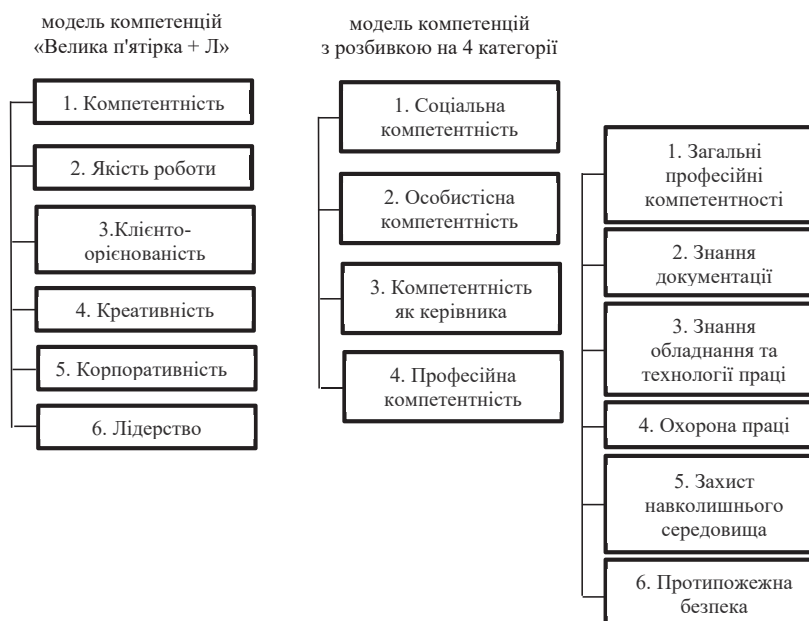 модель компетенцій
«Велика п'ятірка + Л»
1. Компетентність
2. Якість роботи
3.Клієнто-
орієнованість
4. Креативність
5. Корпоративність
6. Лідерство
модель компетенцій
з розбивкою на 4 категорії
1. Соціальна
компетентність
2. Особистісна
компетентність
3. Компетентність
як керівника
4. Професійна
компетентність
1. Загальні
професійні
компетентності
2. Знання
документації
3. Знання
обладнання та
технології праці
4. Охорона праці
5. Захист
навколишнього
середовища
6. Протипожежна
безпека